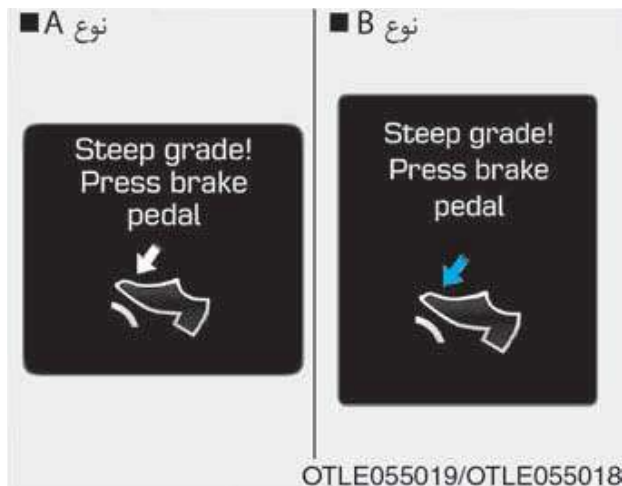 ■A نوع
Steep grade!
Press brake
pedal
■ B نوع
Steep grade!
Press brake
pedal
OTLE055019/OTLE055018